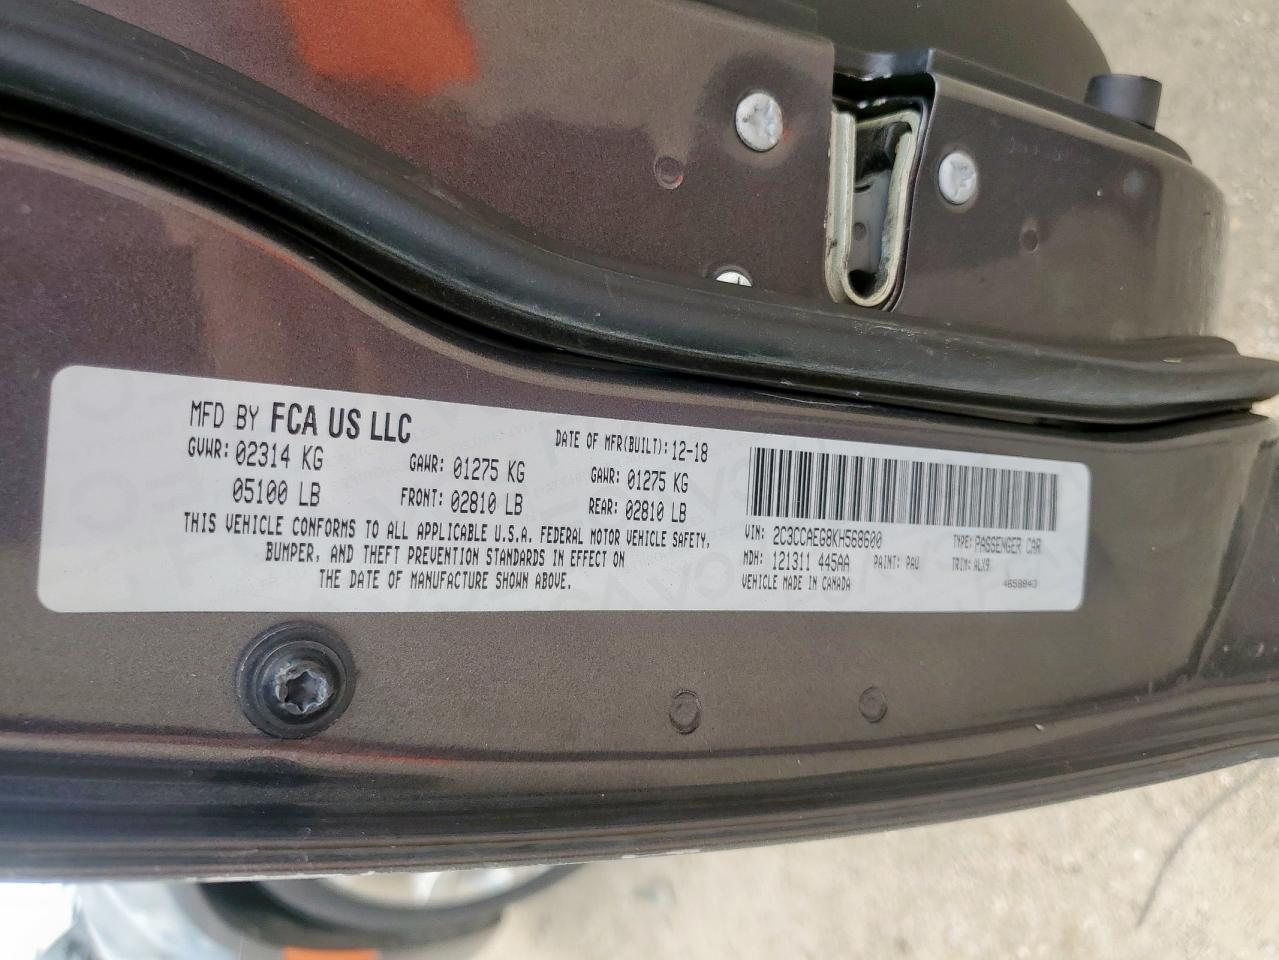 MFD BY FCA US LLC
DATE OF MFR(BUILT): 12-18
GVWR: 02314 KG
GAWR: 01275 KG
GAWR: 01275 KG
05100 LB
FRONT: 02810 LB
REAR: 02810 LB
THIS VEHICLE CONFORMS TO ALL APPLICABLE U.S.A. FEDERAL MOTOR VEHICLE SAFETY,
BUMPER, AND THEFT PREVENTION STANDARDS IN EFFECT ON
THE DATE OF MANUFACTURE SHOWN ABOVE.
VIN: 2C3CCAEG8KH568600
TYPE: PASSENGER CAR
MDH: 121311 445AA
PAINT: PAU
TRIM: ALX9
VEHICLE MADE IN CANADA
4658843